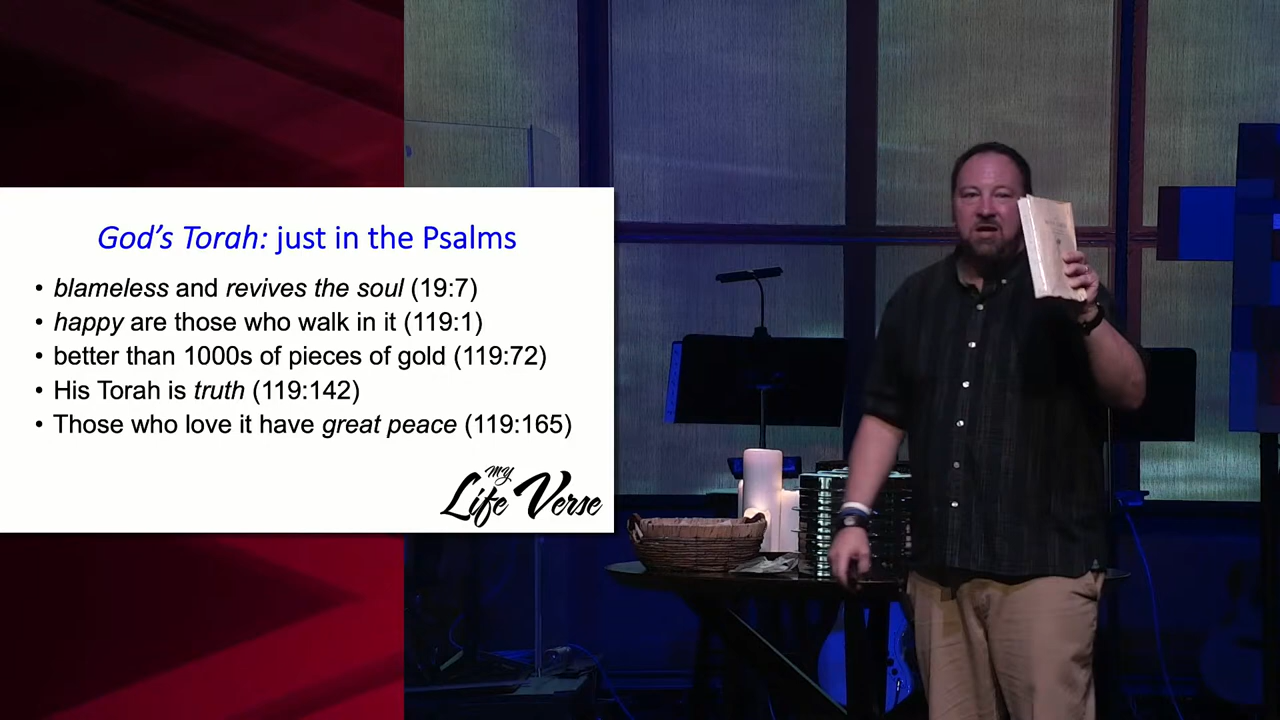 God's Torah: just in the Psalms
• blameless and revives the soul (19:7)
• happy are those who walk in it (119:1)
• better than 1000s of pieces of gold (119:72)
• His Torah is truth (119:142)
• Those who love it have great peace (119:165)
MY
Life Verse